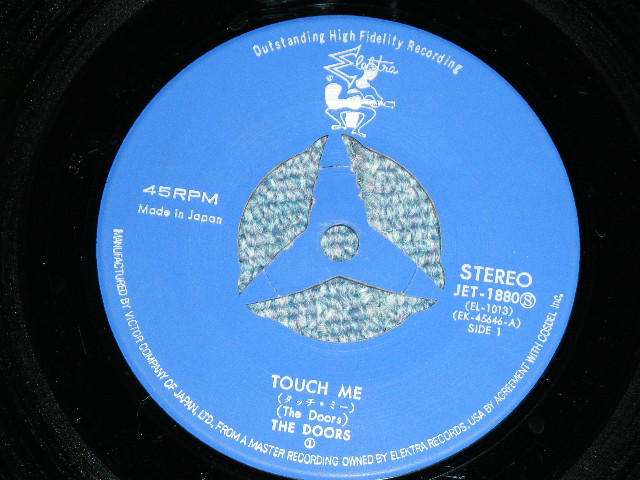 Outstanding High Fidelity Recording
Elektra
45RPM
Made in Japan
STEREO
JET-1880Ⓢ
(EL-1013)
(EK-45646-A)
SIDE 1
TOUCH ME
(タッチ・ミー)
(The Doors)
THE DOORS
①
MANUFACTURED BY VICTOR COMPANY OF JAPAN, LTD, FROM A MASTER RECORDING OWNED BY ELEKTRA RECORDS, USA BY AGREEMENT WITH COSDEL Inc.